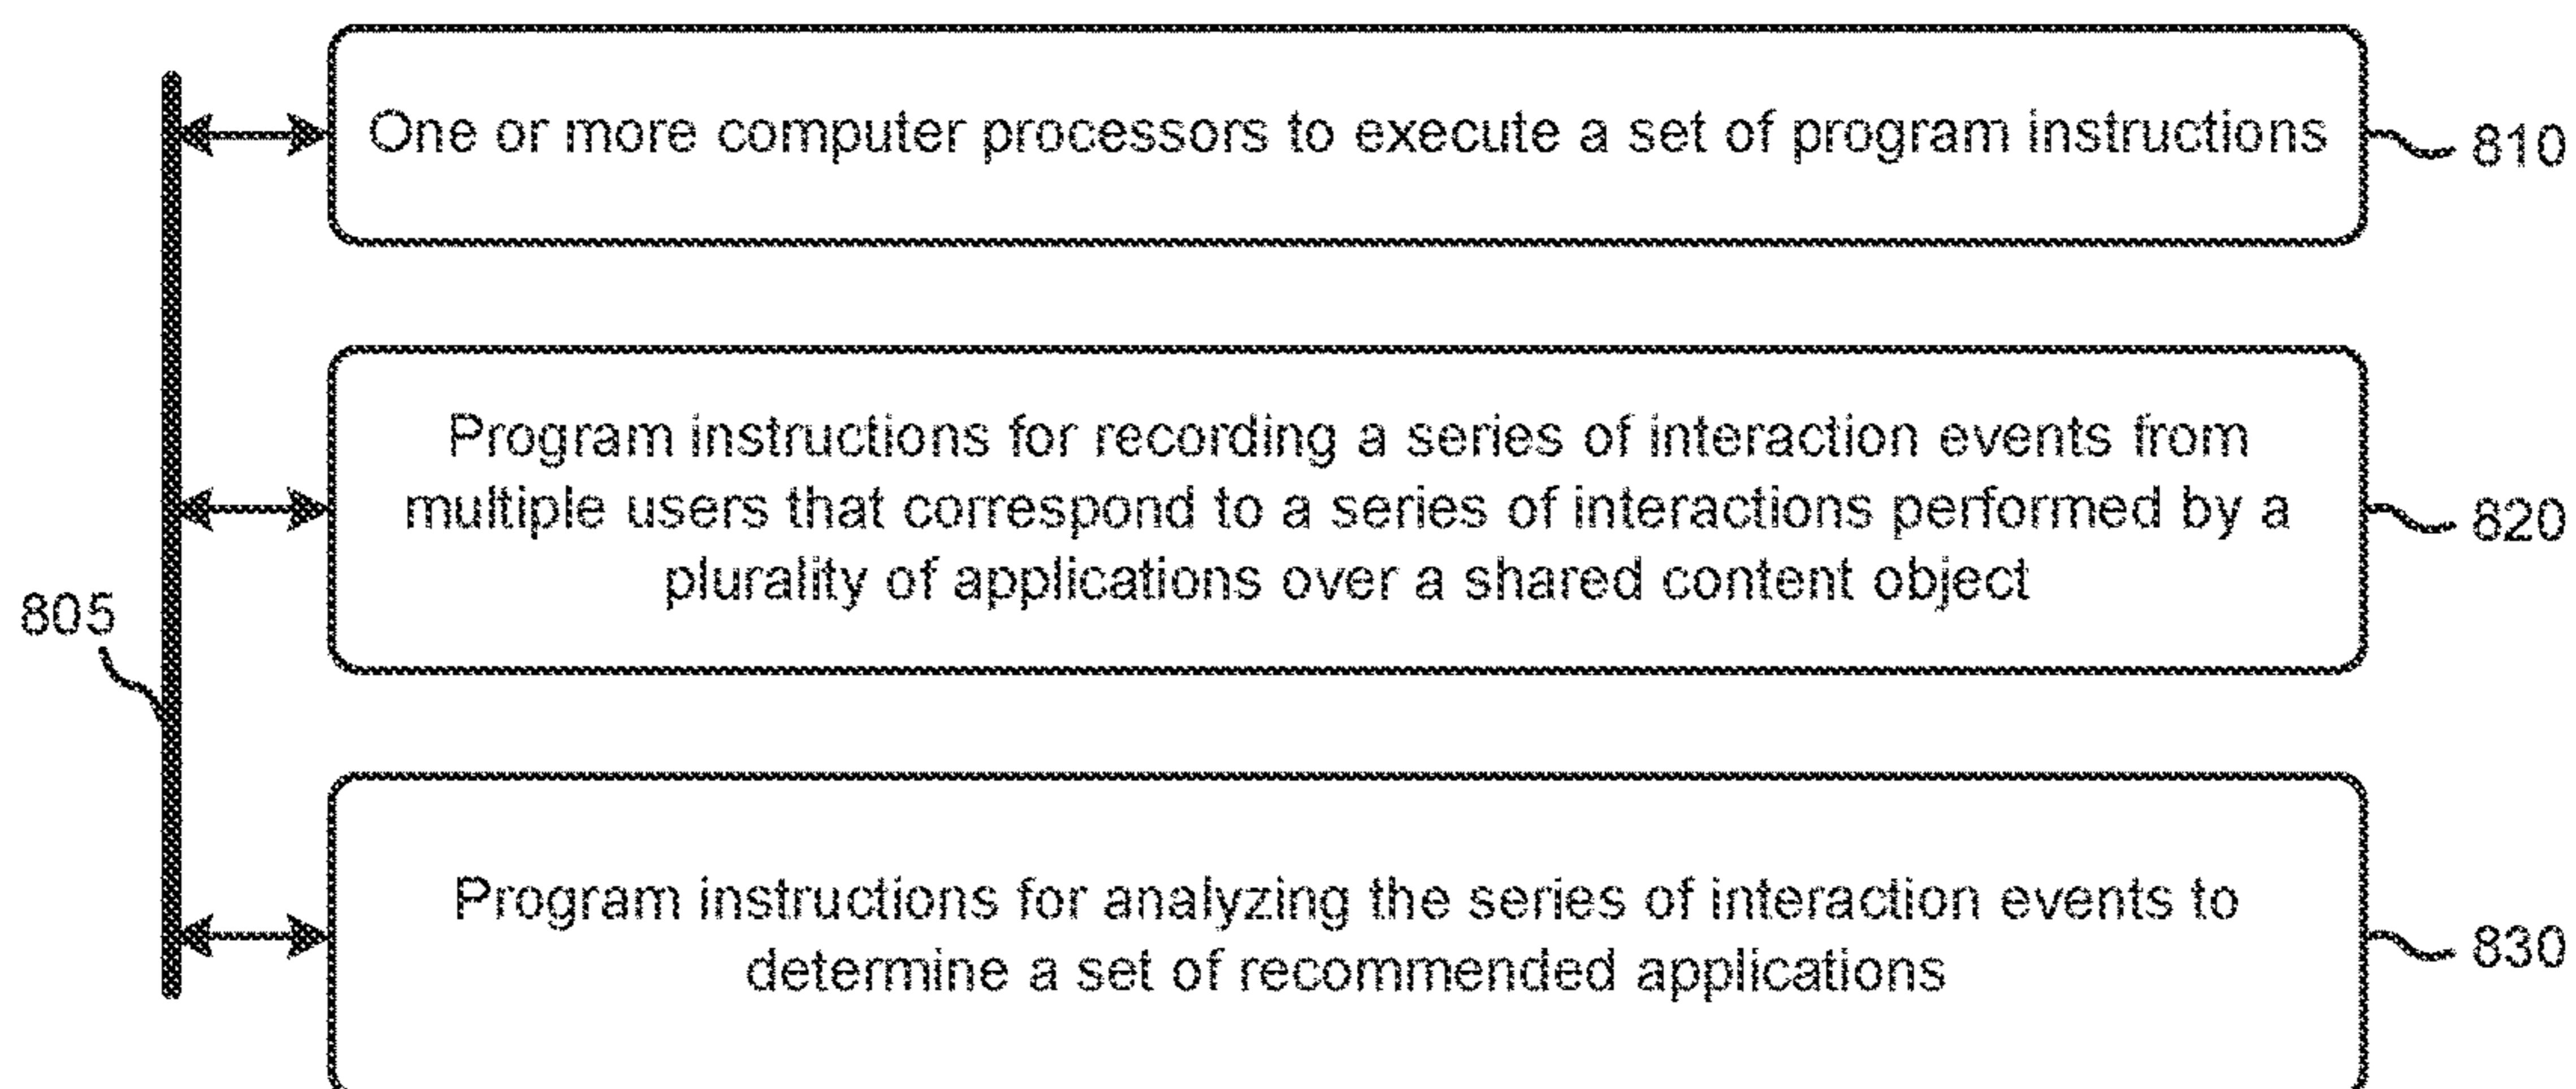 One or more computer processors to execute a set of program instructions
810
Program instructions for recording a series of interaction events from
multiple users that correspond to a series of interactions performed by a
plurality of applications over a shared content object
820
805
Program instructions for analyzing the series of interaction events to
determine a set of recommended applications
830